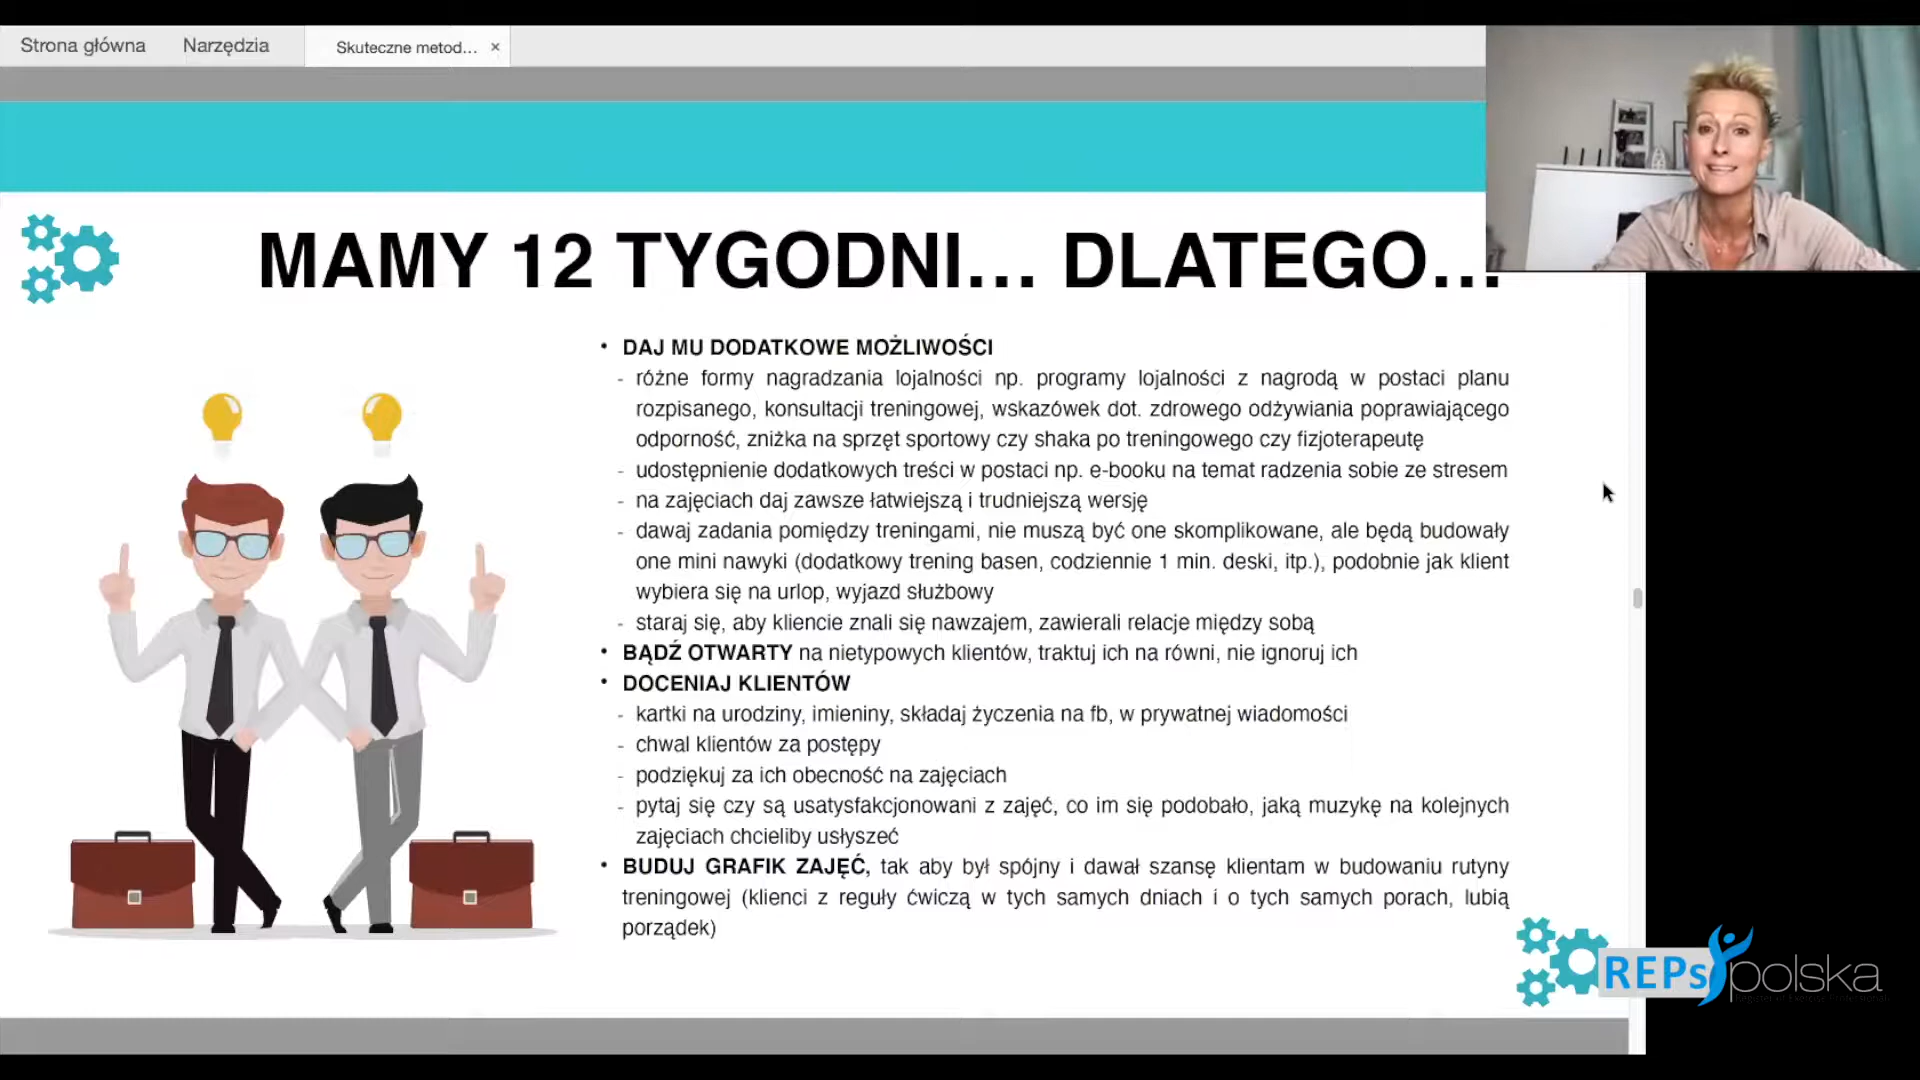 Strona główna
Narzędzia
Skuteczne metod... ×
MAMY 12 TYGODNI... DLATEGO...
• DAJ MU DODATKOWE MOŻLIWOŚCI
- różne formy nagradzania lojalności np. programy lojalności z nagrodą w postaci planu
rozpisanego, konsultacji treningowej, wskazówek dot. zdrowego odżywiania poprawiającego
odporność, zniżka na sprzęt sportowy czy shaka po treningowego czy fizjoterapeutę
- udostępnienie dodatkowych treści w postaci np. e-booku na temat radzenia sobie ze stresem
- na zajęciach daj zawsze łatwiejszą i trudniejszą wersję
- dawaj zadania pomiędzy treningami, nie muszą być one skomplikowane, ale będą budowały
one mini nawyki (dodatkowy trening basen, codziennie 1 min. deski, itp.), podobnie jak klient
wybiera się na urlop, wyjazd służbowy
- staraj się, aby kliencie znali się nawzajem, zawierali relacje między sobą
• BĄDŹ OTWARTY na nietypowych klientów, traktuj ich na równi, nie ignoruj ich
• DOCENIAJ KLIENTÓW
- kartki na urodziny, imieniny, składaj życzenia na fb, w prywatnej wiadomości
- chwal klientów za postępy
- podziękuj za ich obecność na zajęciach
- pytaj się czy są usatysfakcjonowani z zajęć, co im się podobało, jaką muzykę na kolejnych
zajęciach chcieliby usłyszeć
• BUDUJ GRAFIK ZAJĘĆ, tak aby był spójny i dawał szansę klientam w budowaniu rutyny
treningowej (klienci z reguły ćwiczą w tych samych dniach i o tych samych porach, lubią
porządek)
REPs polska